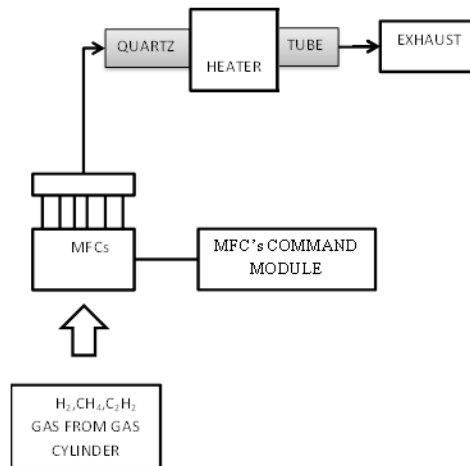 QUARTZ
HEATER
TUBE
EXHAUST
MFCs
MFC's COMMAND
MODULE
H₂,CH₄,C₂H₂
GAS FROM GAS
CYLINDER